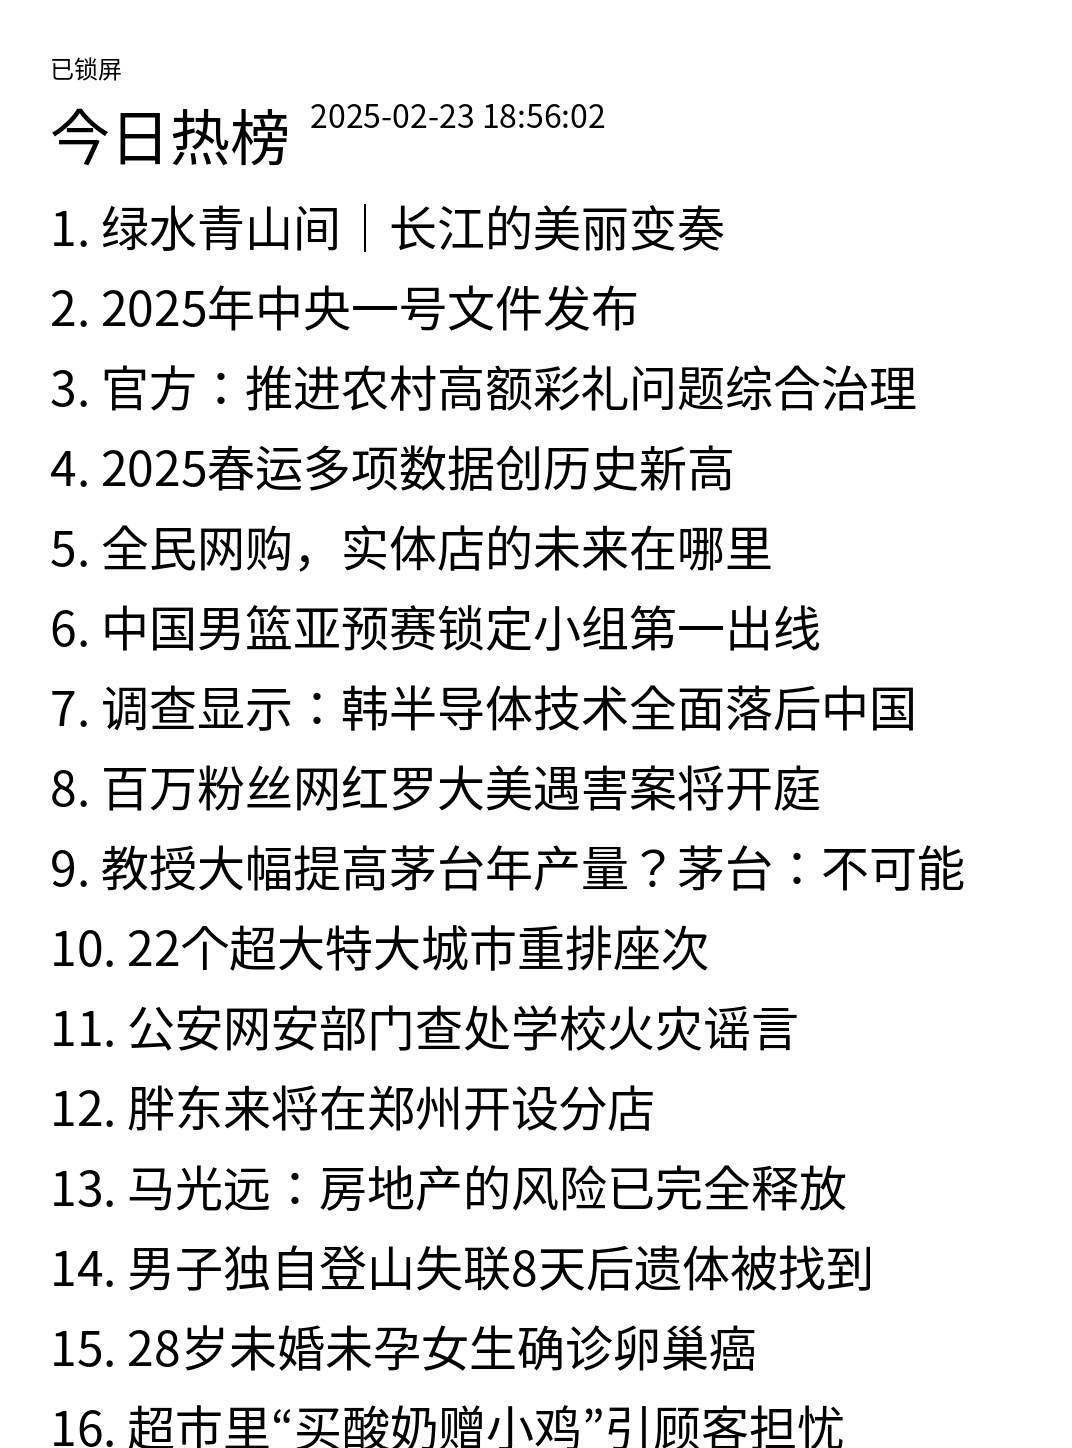 已锁屏
今日热榜 2025-02-23 18:56:02
1. 绿水青山间｜长江的美丽变奏
2. 2025年中央一号文件发布
3. 官方：推进农村高额彩礼问题综合治理
4. 2025春运多项数据创历史新高
5. 全民网购，实体店的未来在哪里
6. 中国男篮亚预赛锁定小组第一出线
7. 调查显示：韩半导体技术全面落后中国
8. 百万粉丝网红罗大美遇害案将开庭
9. 教授大幅提高茅台年产量？茅台：不可能
10. 22个超大特大城市重排座次
11. 公安网安部门查处学校火灾谣言
12. 胖东来将在郑州开设分店
13. 马光远：房地产的风险已完全释放
14. 男子独自登山失联8天后遗体被找到
15. 28岁未婚未孕女生确诊卵巢癌
16. 超市里“买酸奶赠小鸡”引顾客担忧